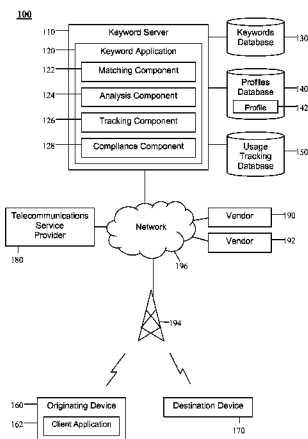 100
110
Keyword Server
120
Keyword Application
122
Matching Component
124
Analysis Component
126
Tracking Component
128
Compliance Component
Keywords
Database
130
Profiles
Database
140
Profile
142
Usage
Tracking
Database
150
Telecommunications
Service
Provider
180
Network
196
Vendor
190
Vendor
192
194
160
Originating Device
162
Client Application
Destination Device
170